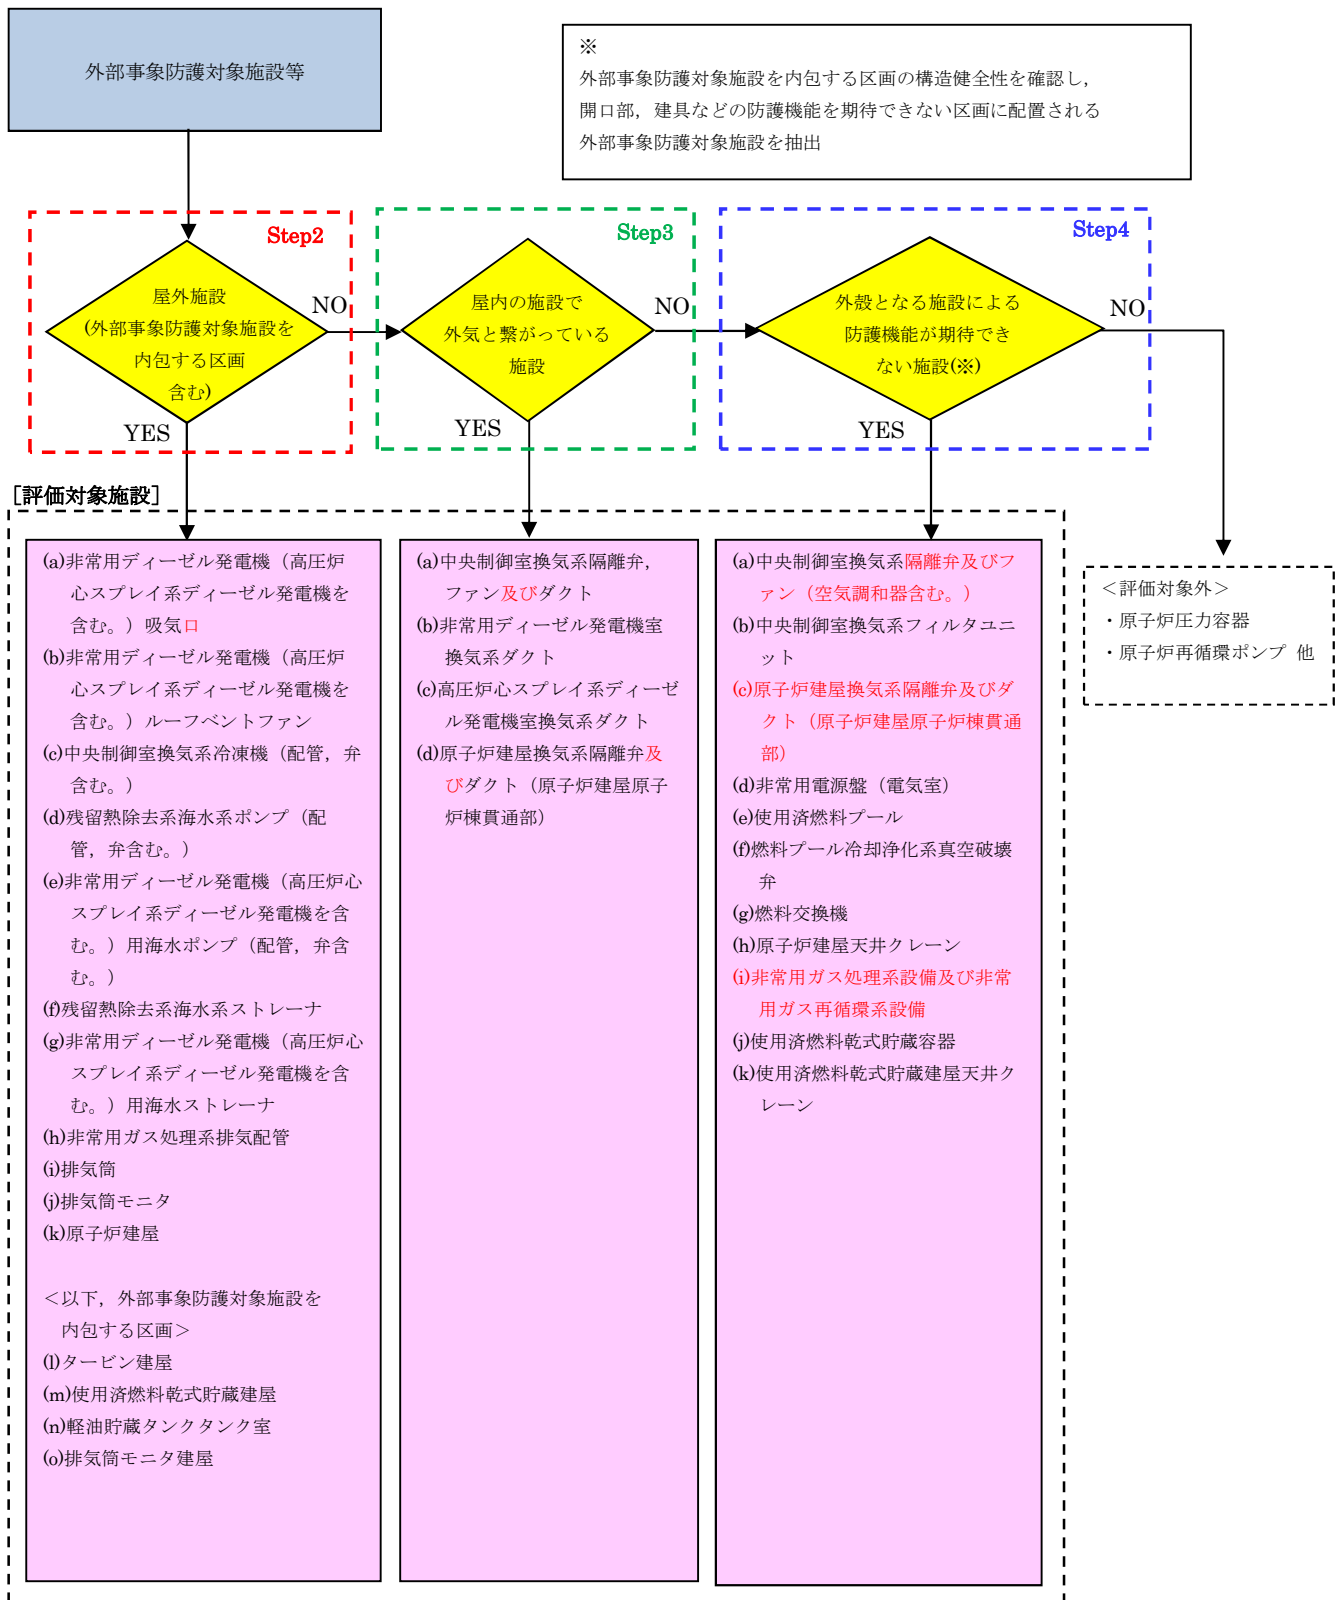 外部事象防護対象施設等
※
外部事象防護対象施設を内包する区画の構造健全性を確認し，
開口部，建具などの防護機能を期待できない区画に配置される
外部事象防護対象施設を抽出
Step2
屋外施設
(外部事象防護対象施設を
内包する区画
含む)
NO
YES
Step3
屋内の施設で
外気と繋がっている
施設
NO
YES
Step4
外殻となる施設による
防護機能が期待でき
ない施設(※)
NO
YES
［評価対象施設］
(a)非常用ディーゼル発電機（高圧炉
心スプレイ系ディーゼル発電機を
含む。）吸気口
(b)非常用ディーゼル発電機（高圧炉
心スプレイ系ディーゼル発電機を
含む。）ルーフベントファン
(c)中央制御室換気系冷凍機（配管，弁
含む。）
(d)残留熱除去系海水系ポンプ（配
管，弁含む。）
(e)非常用ディーゼル発電機（高圧炉心
スプレイ系ディーゼル発電機を含
む。）用海水ポンプ（配管，弁含
む。）
(f)残留熱除去系海水系ストレーナ
(g)非常用ディーゼル発電機（高圧炉心
スプレイ系ディーゼル発電機を含
む。）用海水ストレーナ
(h)非常用ガス処理系排気配管
(i)排気筒
(j)排気筒モニタ
(k)原子炉建屋
＜以下，外部事象防護対象施設を
内包する区画＞
(l)タービン建屋
(m)使用済燃料乾式貯蔵建屋
(n)軽油貯蔵タンクタンク室
(o)排気筒モニタ建屋
(a)中央制御室換気系隔離弁，
ファン及びダクト
(b)非常用ディーゼル発電機室
換気系ダクト
(c)高圧炉心スプレイ系ディーゼ
ル発電機室換気系ダクト
(d)原子炉建屋換気系隔離弁及
びダクト（原子炉建屋原子
炉棟貫通部）
(a)中央制御室換気系隔離弁及びフ
ァン（空気調和器含む。）
(b)中央制御室換気系フィルタユニ
ット
(c)原子炉建屋換気系隔離弁及びダ
クト（原子炉建屋原子炉棟貫通
部）
(d)非常用電源盤（電気室）
(e)使用済燃料プール
(f)燃料プール冷却浄化系真空破壊
弁
(g)燃料交換機
(h)原子炉建屋天井クレーン
(i)非常用ガス処理系設備及び非常
用ガス再循環系設備
(j)使用済燃料乾式貯蔵容器
(k)使用済燃料乾式貯蔵建屋天井ク
レーン
＜評価対象外＞
・原子炉圧力容器
・原子炉再循環ポンプ 他